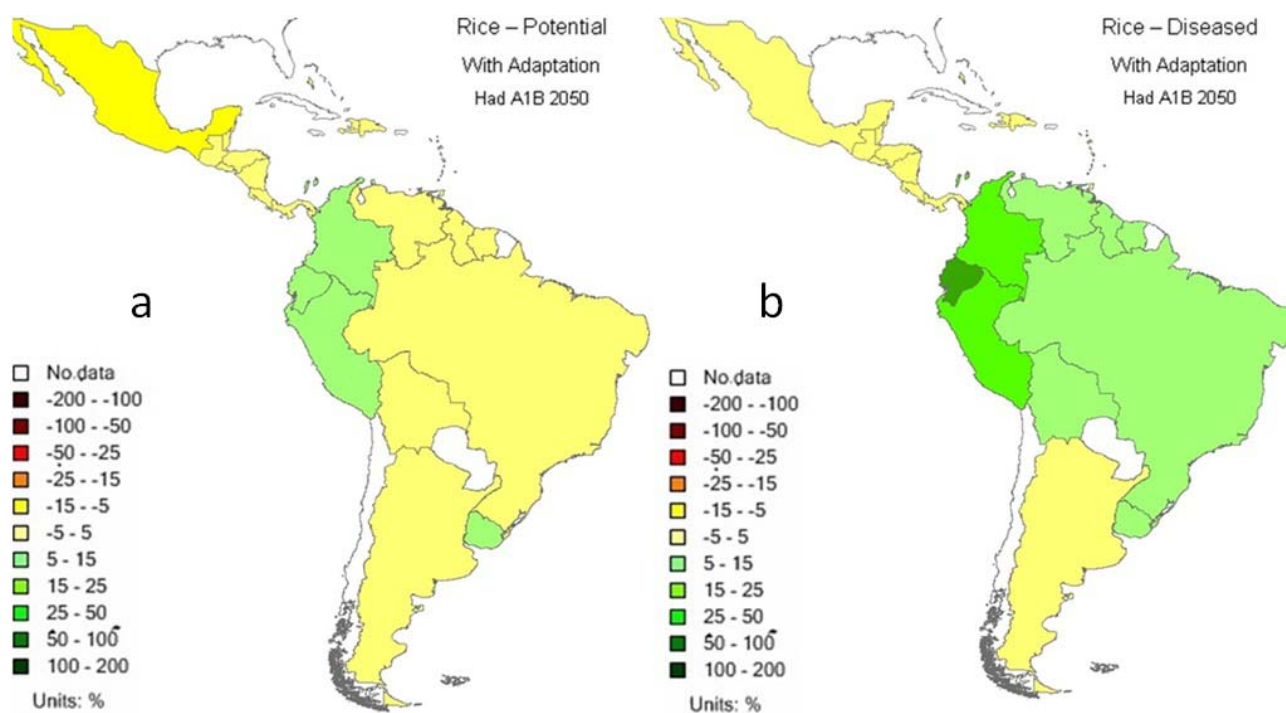 Rice – Potential
With Adaptation
Had A1B 2050
a
No.data
-200 - -100
-100 - -50
-50 - -25
-25 - -15
-15 - -5
-5 - 5
5 - 15
15 - 25
25 - 50
50 - 100
100 - 200
Units: %
Rice – Diseased
With Adaptation
Had A1B 2050
b
No.data
-200 - -100
-100 - -50
-50 - -25
-25 - -15
-15 - -5
-5 - 5
5 - 15
15 - 25
25 - 50
50 - 100
100 - 200
Units: %